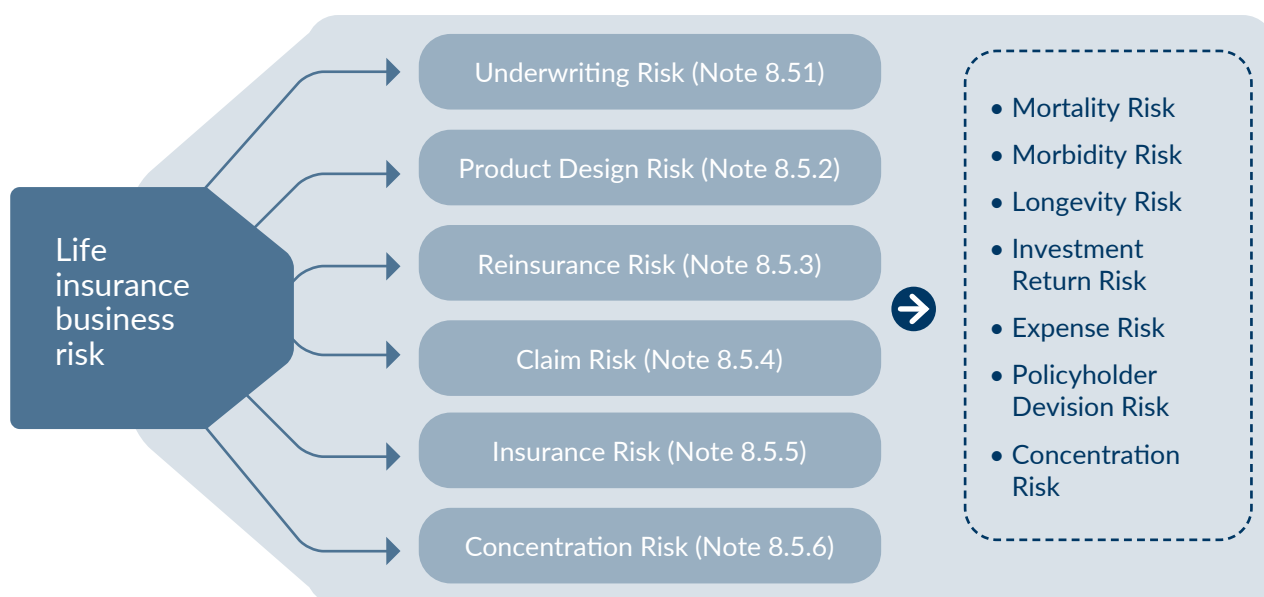 Life
insurance
business
risk
Underwriting Risk (Note 8.51)
Product Design Risk (Note 8.5.2)
Reinsurance Risk (Note 8.5.3)
Claim Risk (Note 8.5.4)
Insurance Risk (Note 8.5.5)
Concentration Risk (Note 8.5.6)
• Mortality Risk
• Morbidity Risk
• Longevity Risk
• Investment
Return Risk
• Expense Risk
• Policyholder
Devision Risk
• Concentration
Risk